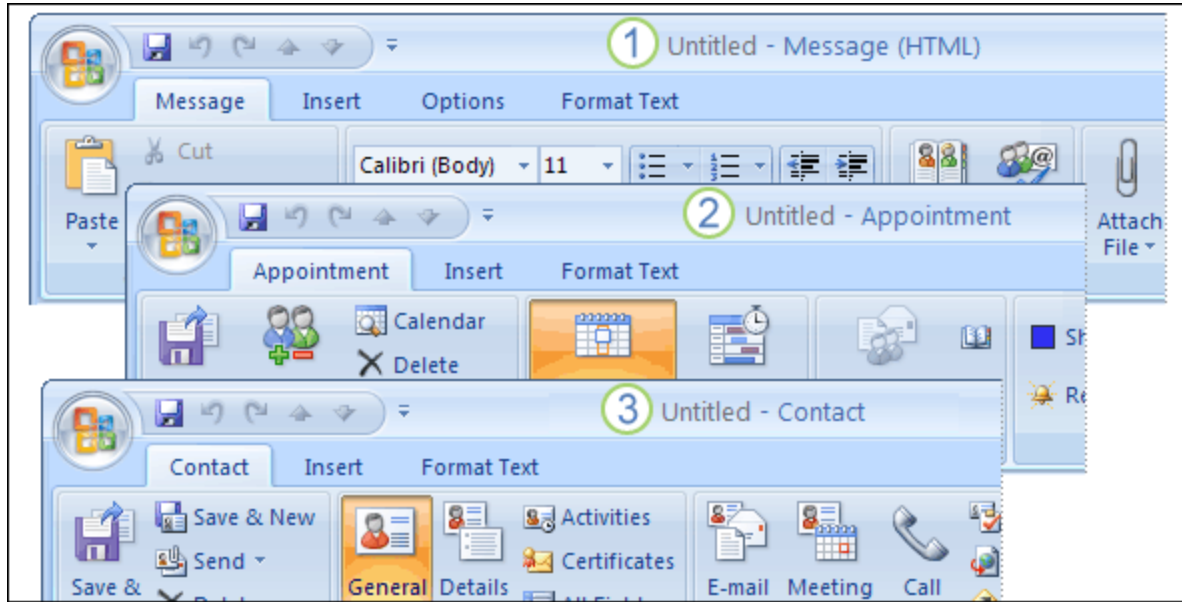 1 Untitled - Message (HTML)
Message Insert Options Format Text
Cut
Calibri (Body) 11
Paste
Attach
File
2 Untitled - Appointment
Appointment Insert Format Text
Calendar
Delete
3 Untitled - Contact
Contact Insert Format Text
Save & New
Send
Save &
General Details
Activities
Certificates
E-mail Meeting Call